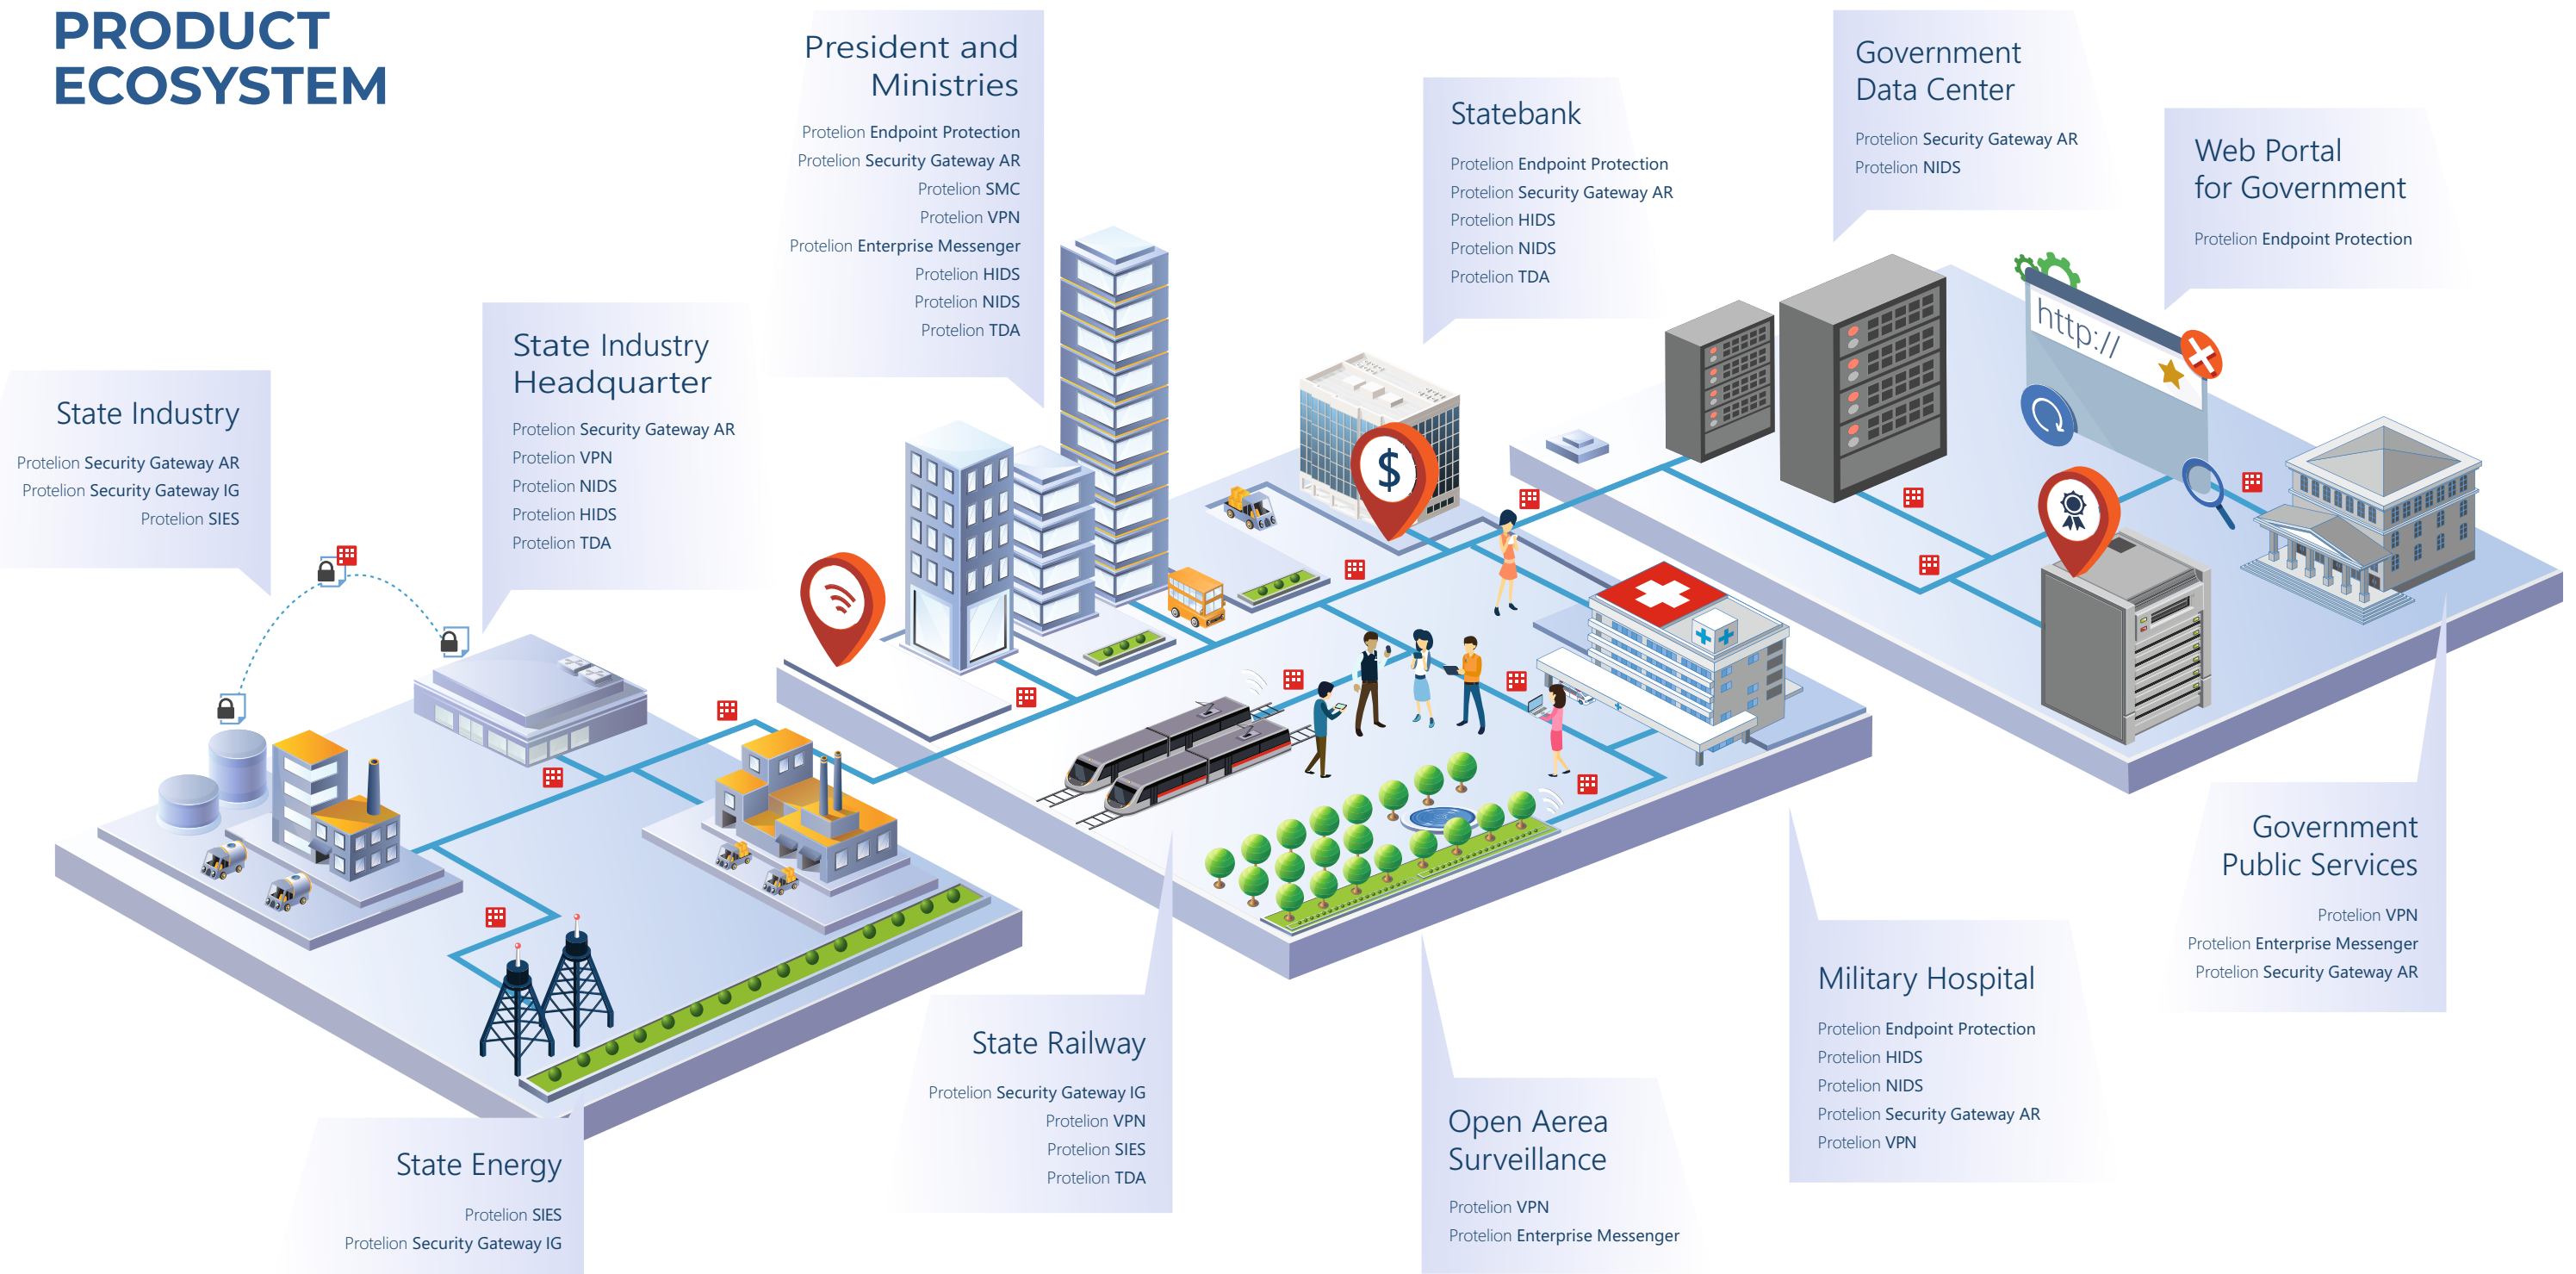 PRODUCT
ECOSYSTEM
President and
Ministries
Protelion Endpoint Protection
Protelion Security Gateway AR
Protelion SMC
Protelion VPN
Protelion Enterprise Messenger
Protelion HIDS
Protelion NIDS
Protelion TDA
Statebank
Protelion Endpoint Protection
Protelion Security Gateway AR
Protelion HIDS
Protelion NIDS
Protelion TDA
Government
Data Center
Protelion Security Gateway AR
Protelion NIDS
Web Portal
for Government
Protelion Endpoint Protection
State Industry
Protelion Security Gateway AR
Protelion Security Gateway IG
Protelion SIES
State Industry
Headquarter
Protelion Security Gateway AR
Protelion VPN
Protelion NIDS
Protelion HIDS
Protelion TDA
http://
$
State Energy
Protelion SIES
Protelion Security Gateway IG
State Railway
Protelion Security Gateway IG
Protelion VPN
Protelion SIES
Protelion TDA
Open Aerea
Surveillance
Protelion VPN
Protelion Enterprise Messenger
Military Hospital
Protelion Endpoint Protection
Protelion HIDS
Protelion NIDS
Protelion Security Gateway AR
Protelion VPN
Government
Public Services
Protelion VPN
Protelion Enterprise Messenger
Protelion Security Gateway AR